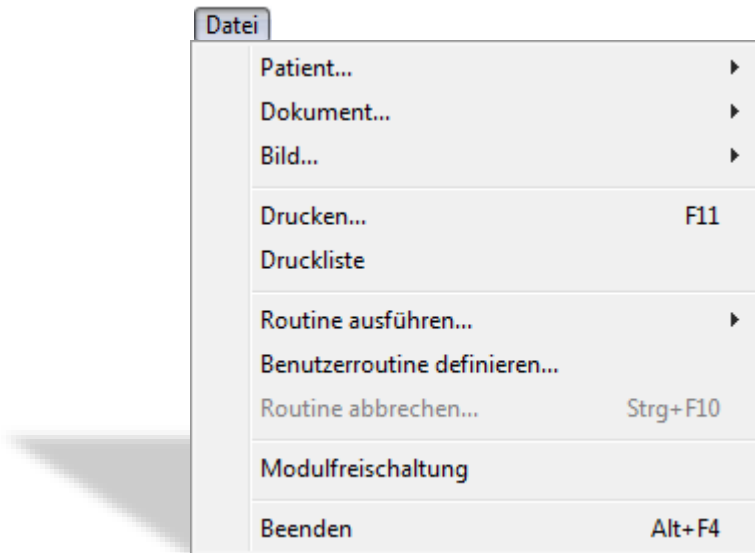 Datei
Patient...
Dokument...
Bild...
Drucken... F11
Druckliste
Routine ausführen...
Benutzerroutine definieren...
Routine abbrechen... Strg+F10
Modulfreischaltung
Beenden Alt+F4